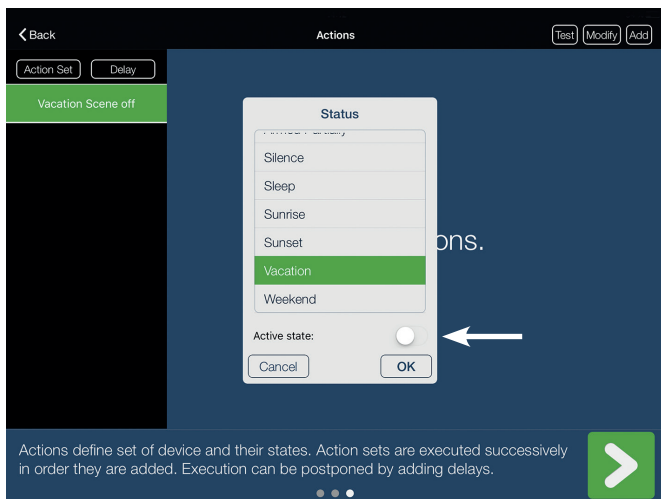 Back
Actions
Test Modify Add
Action Set Delay
Vacation Scene off
Status
Silence
Sleep
Sunrise
Sunset
ons.
Vacation
Weekend
Active state:
Cancel OK
Actions define set of device and their states. Action sets are executed successively
in order they are added. Execution can be postponed by adding delays.